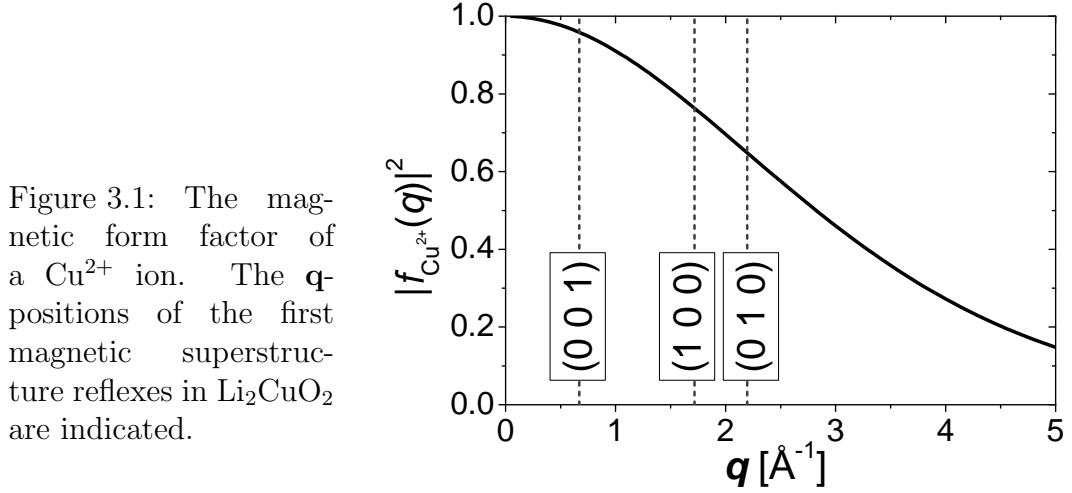 Figure 3.1: The mag-
netic form factor of
a Cu²⁺ ion. The q-
positions of the first
magnetic superstruc-
ture reflexes in Li₂CuO₂
are indicated.
|f_Cu²⁺(q)|²
1.0
0.8
0.6
0.4
0.2
0.0
(0 0 1)
(1 0 0)
(0 1 0)
0 1 2 3 4 5
q [Å⁻¹]